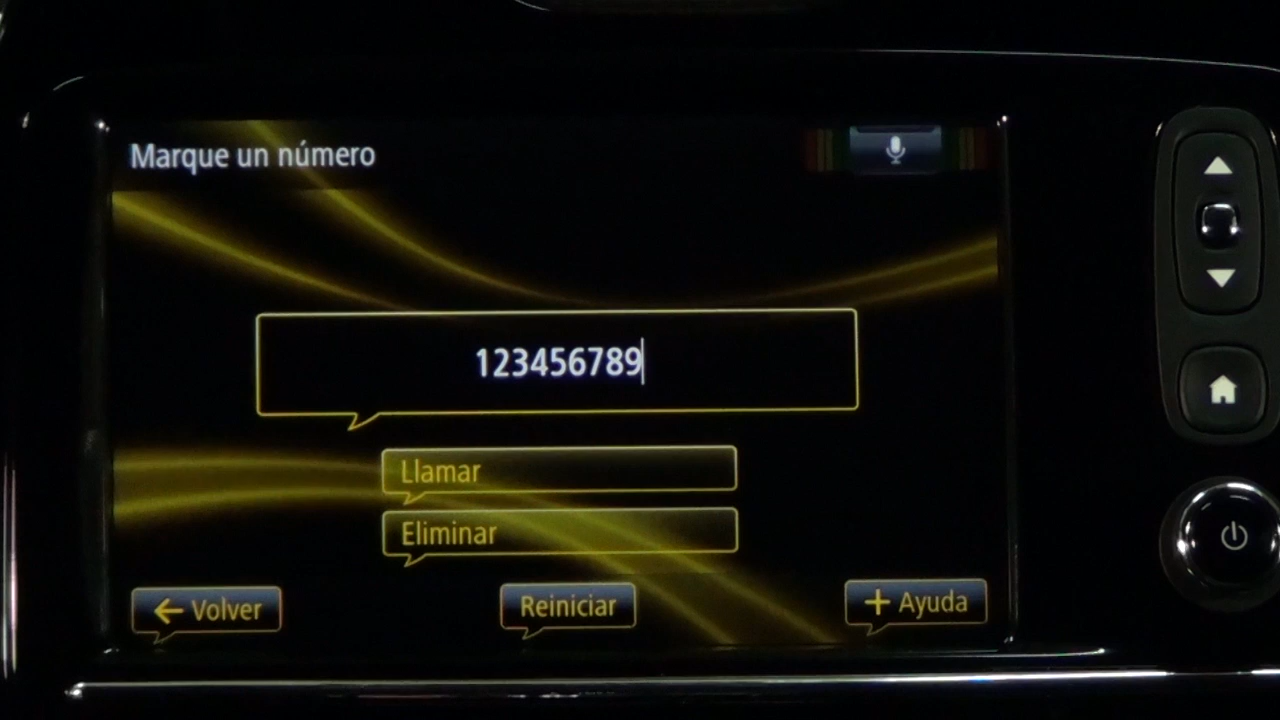 Marque un número
123456789
Llamar
Eliminar
Volver
Reiniciar
Ayuda